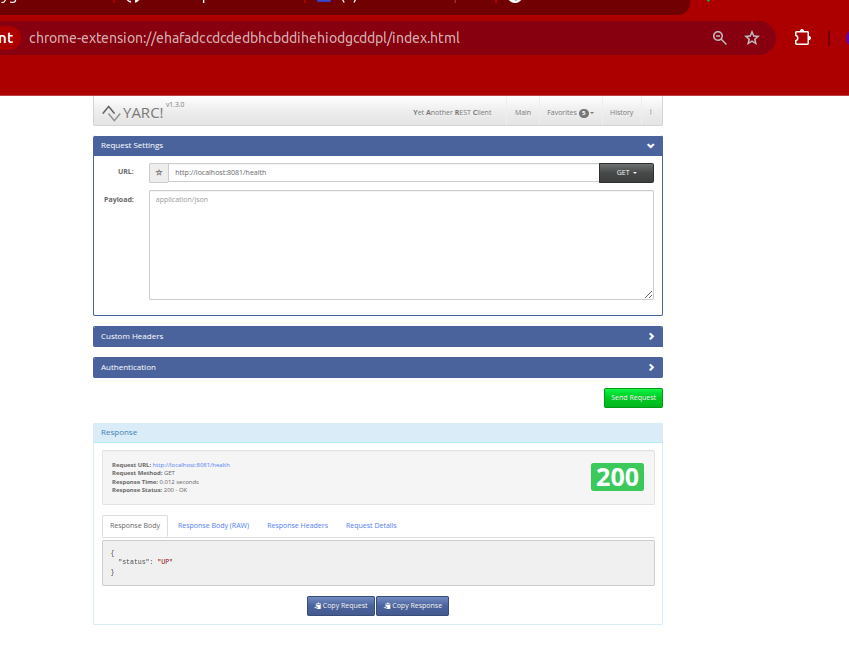 nt chrome-extension://ehafadccdcdedbhcbddihehiodgcddpl/index.html
YARC! v1.3.0 Yet Another REST Client Main Favorites 5 History !
Request Settings
URL: http://localhost:8081/health GET
Payload: application/json
Custom Headers
Authentication
Send Request
Response
Request URL: http://localhost:8081/health
Request Method: GET
Response Time: 0.012 seconds
Response Status: 200 - OK
200
Response Body Response Body (RAW) Response Headers Request Details
{
"status": "UP"
}
Copy Request Copy Response